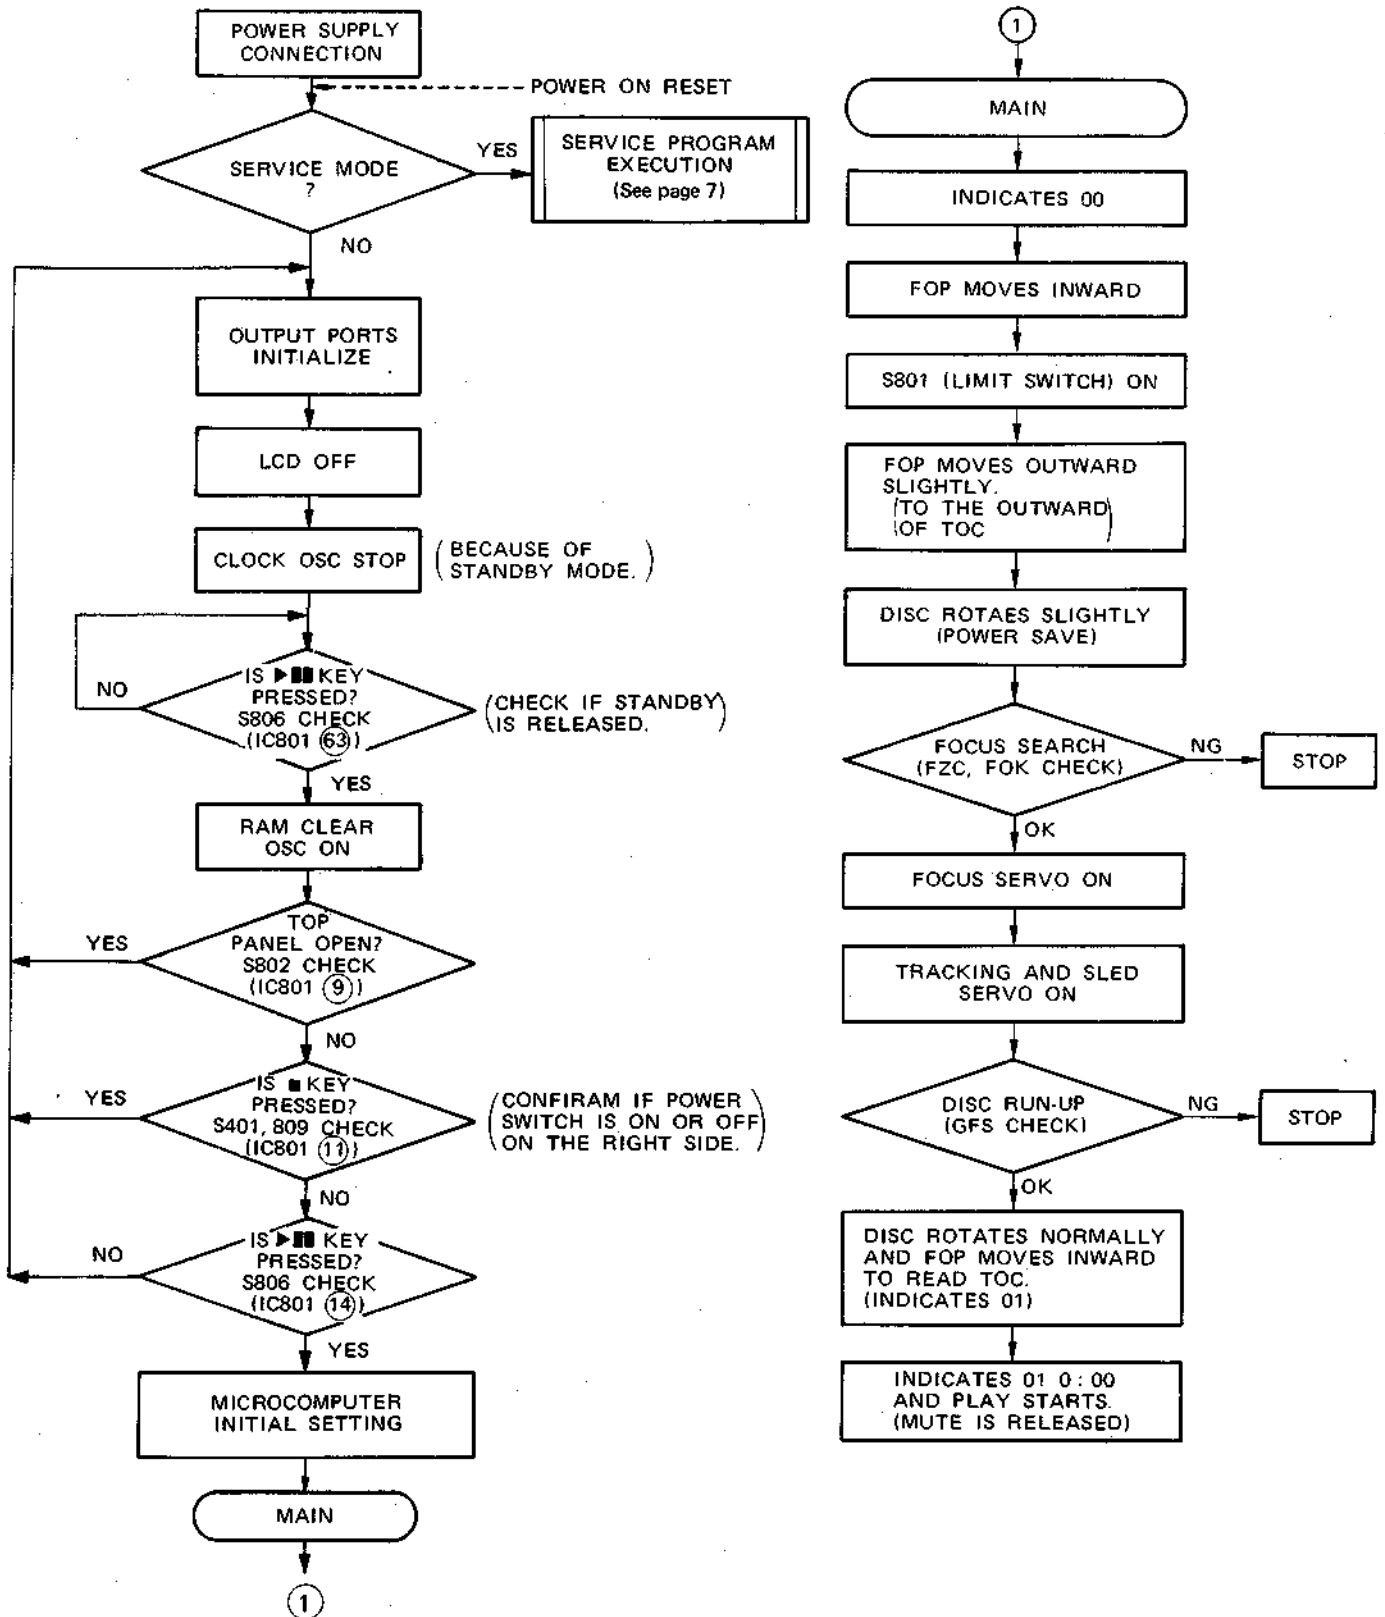 POWER SUPPLY
CONNECTION
POWER ON RESET
SERVICE MODE
?
YES
SERVICE PROGRAM
EXECUTION
(See page 7)
NO
OUTPUT PORTS
INITIALIZE
LCD OFF
CLOCK OSC STOP
(BECAUSE OF
STANDBY MODE.)
NO
IS ▶▮▮ KEY
PRESSED?
S806 CHECK
(IC801 63)
(CHECK IF STANDBY
IS RELEASED.)
YES
RAM CLEAR
OSC ON
YES
TOP
PANEL OPEN?
S802 CHECK
(IC801 9)
NO
YES
IS ■ KEY
PRESSED?
S401, 809 CHECK
(IC801 11)
(CONFIRAM IF POWER
SWITCH IS ON OR OFF
ON THE RIGHT SIDE.)
NO
NO
IS ▶▮▮ KEY
PRESSED?
S806 CHECK
(IC801 14)
YES
MICROCOMPUTER
INITIAL SETTING
MAIN
1
1
MAIN
INDICATES 00
FOP MOVES INWARD
S801 (LIMIT SWITCH) ON
FOP MOVES OUTWARD
SLIGHTLY.
(TO THE OUTWARD
OF TOC)
DISC ROTAES SLIGHTLY
(POWER SAVE)
FOCUS SEARCH
(FZC, FOK CHECK)
NG
STOP
OK
FOCUS SERVO ON
TRACKING AND SLED
SERVO ON
DISC RUN-UP
(GFS CHECK)
NG
STOP
OK
DISC ROTATES NORMALLY
AND FOP MOVES INWARD
TO READ TOC.
(INDICATES 01)
INDICATES 01 0:00
AND PLAY STARTS.
(MUTE IS RELEASED)